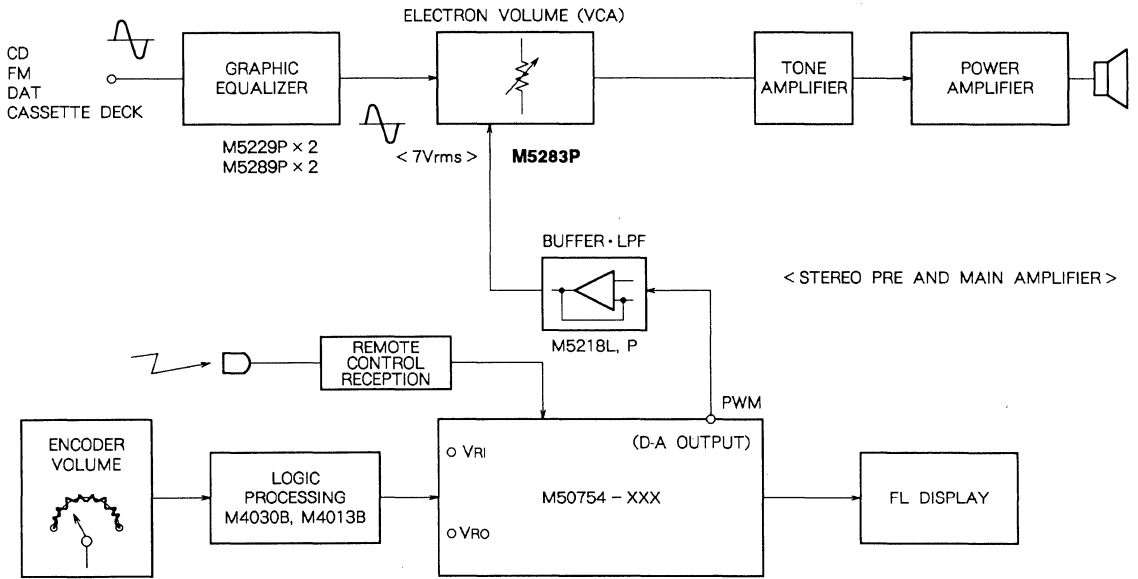 ELECTRON VOLUME (VCA)
CD
FM
DAT
CASSETTE DECK
GRAPHIC
EQUALIZER
TONE
AMPLIFIER
POWER
AMPLIFIER
M5229P × 2
M5289P × 2
< 7Vrms >
M5283P
BUFFER · LPF
< STEREO PRE AND MAIN AMPLIFIER >
M5218L, P
REMOTE
CONTROL
RECEPTION
PWM
(D-A OUTPUT)
ENCODER
VOLUME
VRI
LOGIC
PROCESSING
M4030B, M4013B
M50754 – XXX
FL DISPLAY
VRO